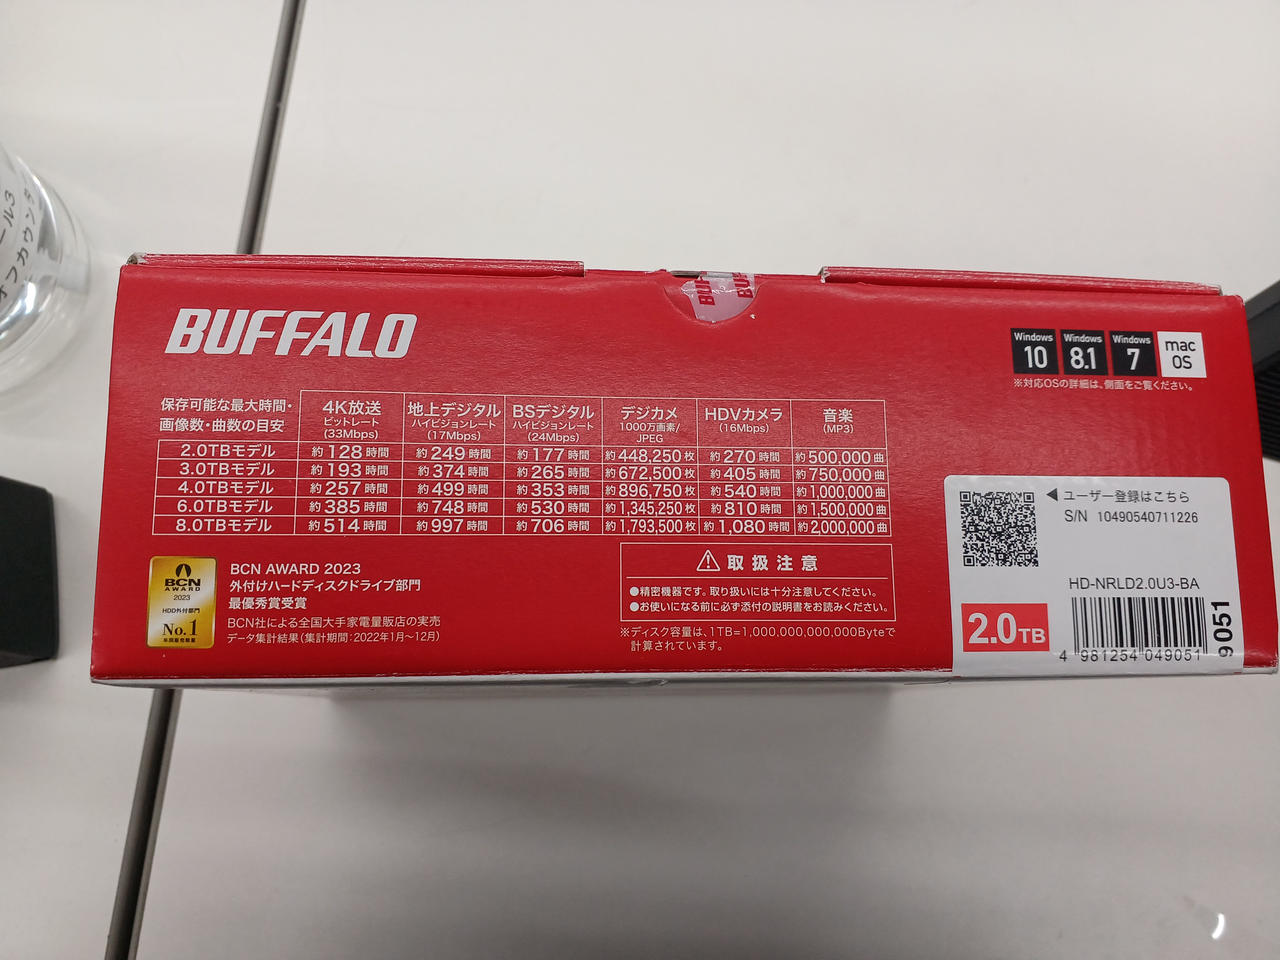 BUFFALO
Windows 10
Windows 8.1
Windows 7
mac OS
※対応OSの詳細は、側面をご覧ください。
保存可能な最大時間・画像数・曲数の目安 4K放送 ビットレート (33Mbps) 地上デジタル ハイビジョンレート (17Mbps) BSデジタル ハイビジョンレート (24Mbps) デジカメ 1000万画素/JPEG HDVカメラ (16Mbps) 音楽 (MP3)
2.0TBモデル 約128時間 約249時間 約177時間 約448,250枚 約270時間 約500,000曲
3.0TBモデル 約193時間 約374時間 約265時間 約672,500枚 約405時間 約750,000曲
4.0TBモデル 約257時間 約499時間 約353時間 約896,750枚 約540時間 約1,000,000曲
6.0TBモデル 約385時間 約748時間 約530時間 約1,345,250枚 約810時間 約1,500,000曲
8.0TBモデル 約514時間 約997時間 約706時間 約1,793,500枚 約1,080時間 約2,000,000曲
BCN
AWARD
2023
HDD外付部門
No.1
年間販売数量
BCN AWARD 2023
外付けハードディスクドライブ部門
最優秀賞受賞
BCN社による全国大手家電量販店の実売
データ集計結果(集計期間:2022年1月〜12月)
取扱注意
●精密機器です。取り扱いには十分注意してください。
●お使いになる前に必ず添付の説明書をお読みください。
※ディスク容量は、1TB=1,000,000,000,000Byteで
計算されています。
◀ユーザー登録はこちら
S/N 10490540711226
HD-NRLD2.0U3-BA
2.0TB
4 981254 049051
9051